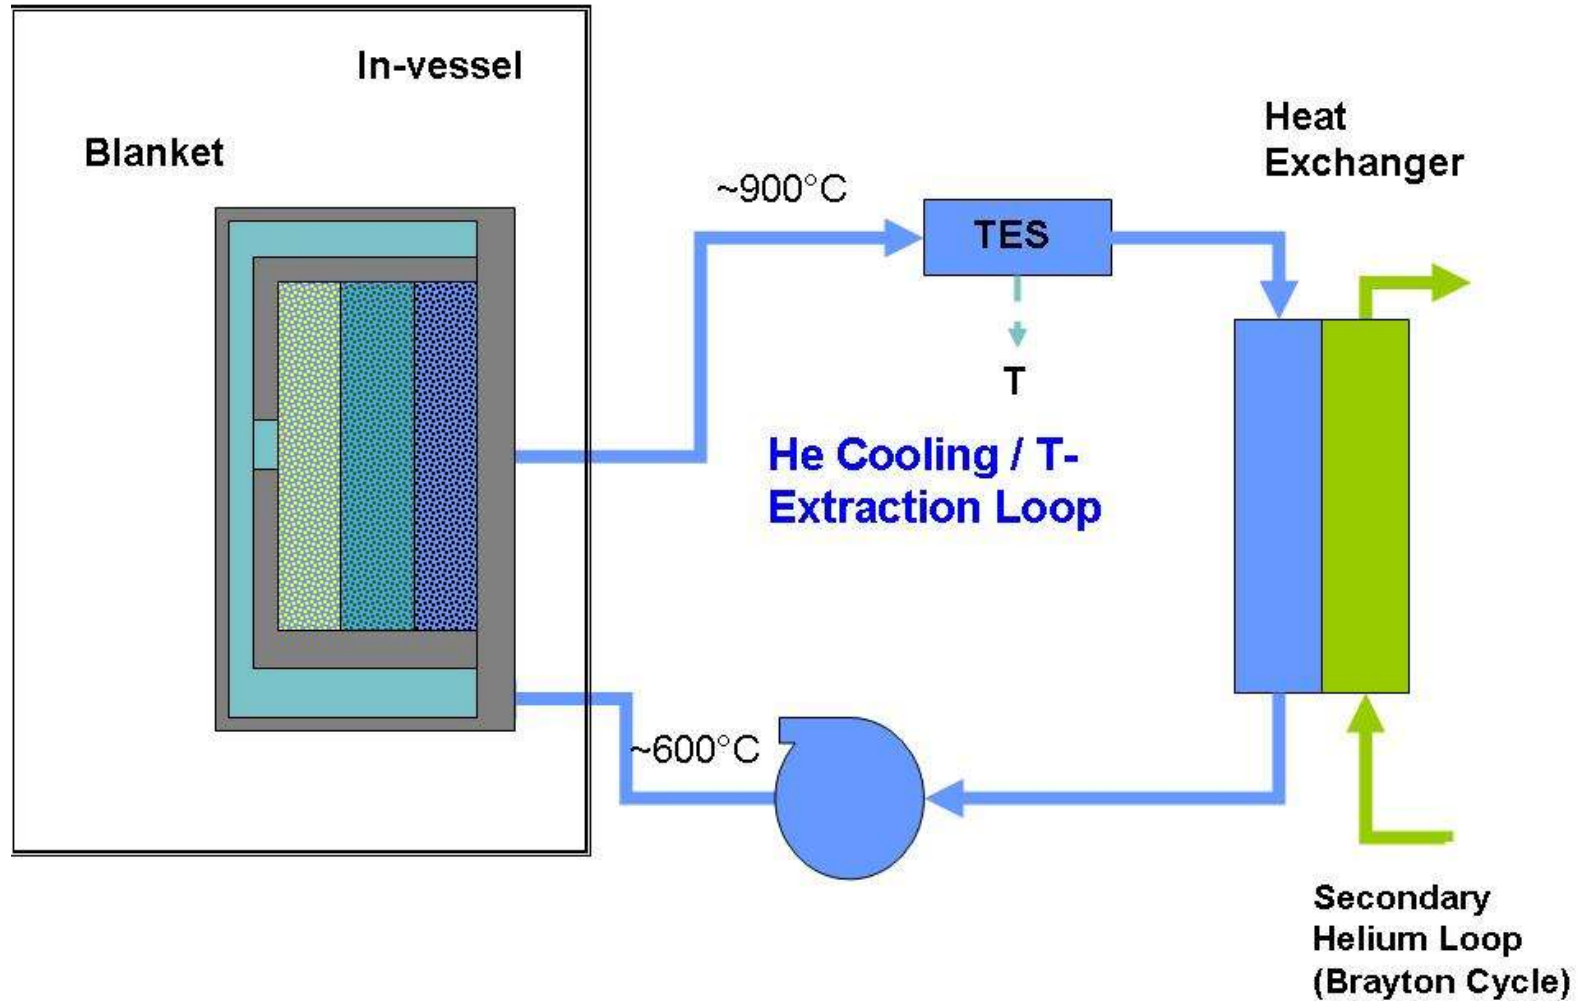 In-vessel
Blanket
~900°C
TES
T
Heat
Exchanger
He Cooling / T-
Extraction Loop
~600°C
Secondary
Helium Loop
(Brayton Cycle)